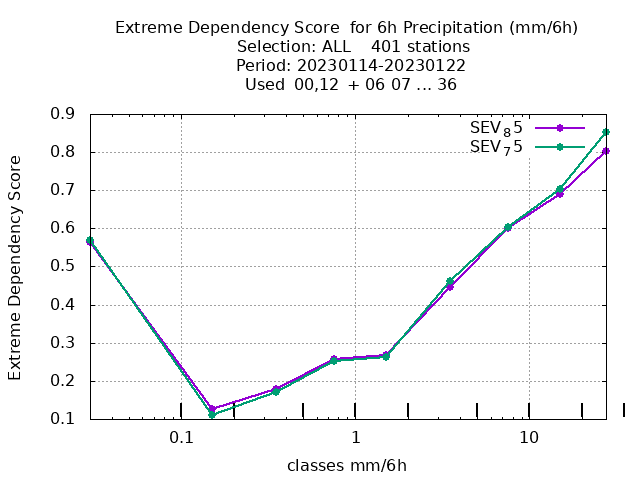 Extreme Dependency Score  for 6h Precipitation (mm/6h)
Selection: ALL    401 stations
Period: 20230114-20230122
Used  00,12  + 06 07 ... 36
SEV₈5
SEV₇5
0.9
0.8
0.7
0.6
0.5
0.4
0.3
0.2
0.1
Extreme Dependency Score
0.1 1 10
classes mm/6h